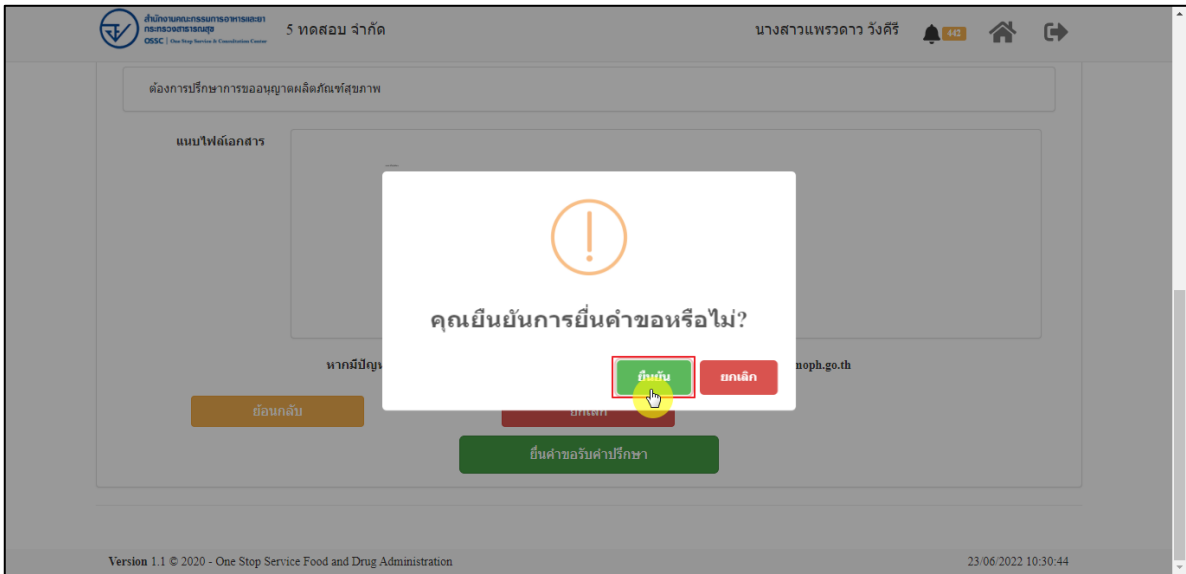 สำนักงานคณะกรรมการอาหารและยา
กระทรวงสาธารณสุข
OSSC | One Stop Service & Consultation Center
5 ทดสอบ จำกัด
นางสาวแพรวดาว วังคีรี
442
ต้องการปรึกษาการขออนุญาตผลิตภัณฑ์สุขภาพ
แนบไฟล์เอกสาร
คุณยืนยันการยื่นคำขอหรือไม่?
ยืนยัน ยกเลิก
หากมีปัญ moph.go.th
ย้อนกลับ ยกเลิก
ยื่นคำขอรับคำปรึกษา
Version 1.1 © 2020 - One Stop Service Food and Drug Administration
23/06/2022 10:30:44